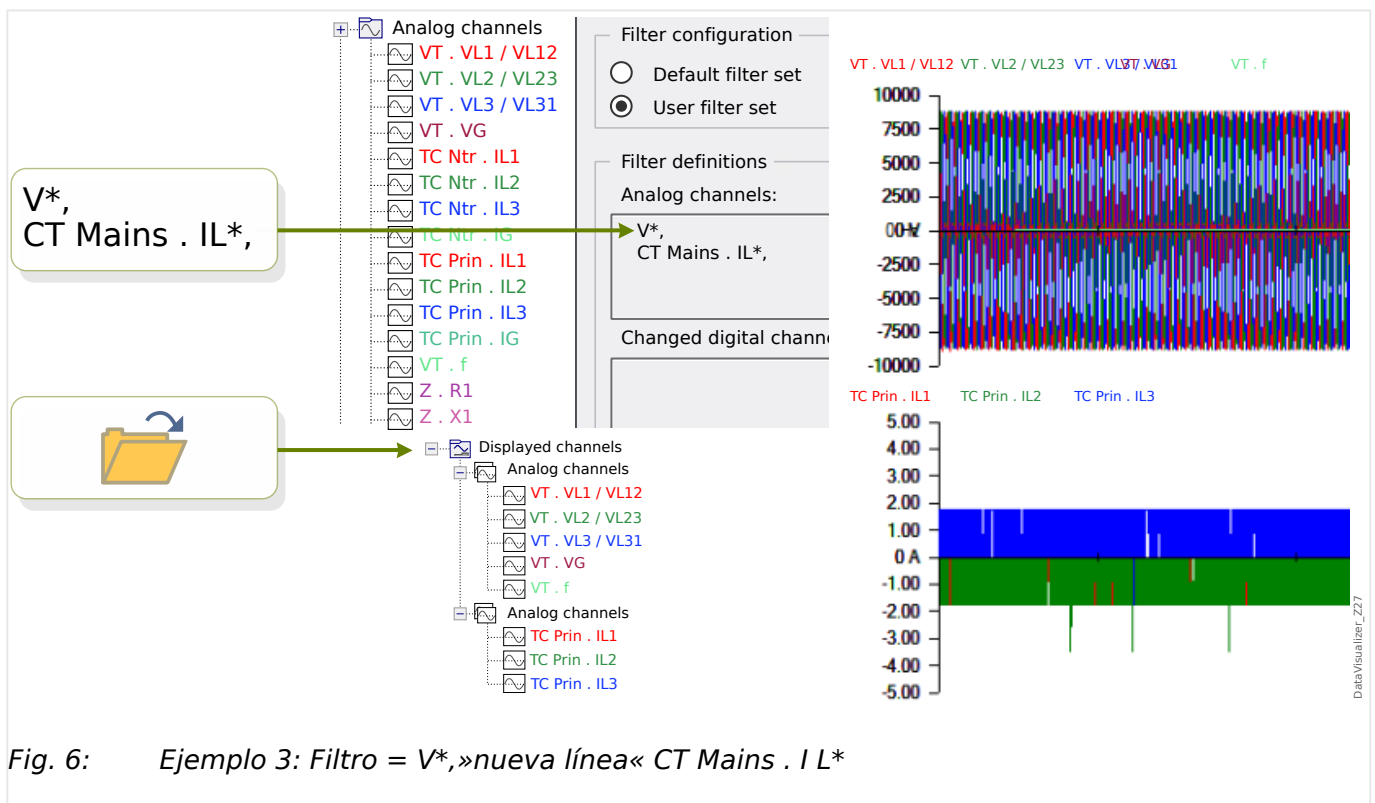 V*,
CT Mains . IL*,
Analog channels
VT . VL1 / VL12
VT . VL2 / VL23
VT . VL3 / VL31
VT . VG
TC Ntr . IL1
TC Ntr . IL2
TC Ntr . IL3
TC Ntr . IG
TC Prin . IL1
TC Prin . IL2
TC Prin . IL3
TC Prin . IG
VT . f
Z . R1
Z . X1
Filter configuration
Default filter set
User filter set
Filter definitions
Analog channels:
V*,
CT Mains . IL*,
Changed digital channe
Displayed channels
Analog channels
VT . VL1 / VL12
VT . VL2 / VL23
VT . VL3 / VL31
VT . VG
VT . f
Analog channels
TC Prin . IL1
TC Prin . IL2
TC Prin . IL3
VT . VL1 / VL12 VT . VL2 / VL23 VT . VL3 / VL31 VT . VG VT . f
10000
7500
5000
2500
0
-2500
-5000
-7500
-10000
TC Prin . IL1 TC Prin . IL2 TC Prin . IL3
5.00
4.00
3.00
2.00
1.00
0 A
-1.00
-2.00
-3.00
-4.00
-5.00
DataVisualizer_Z27
Fig. 6: Ejemplo 3: Filtro = V*,»nueva línea« CT Mains . I L*